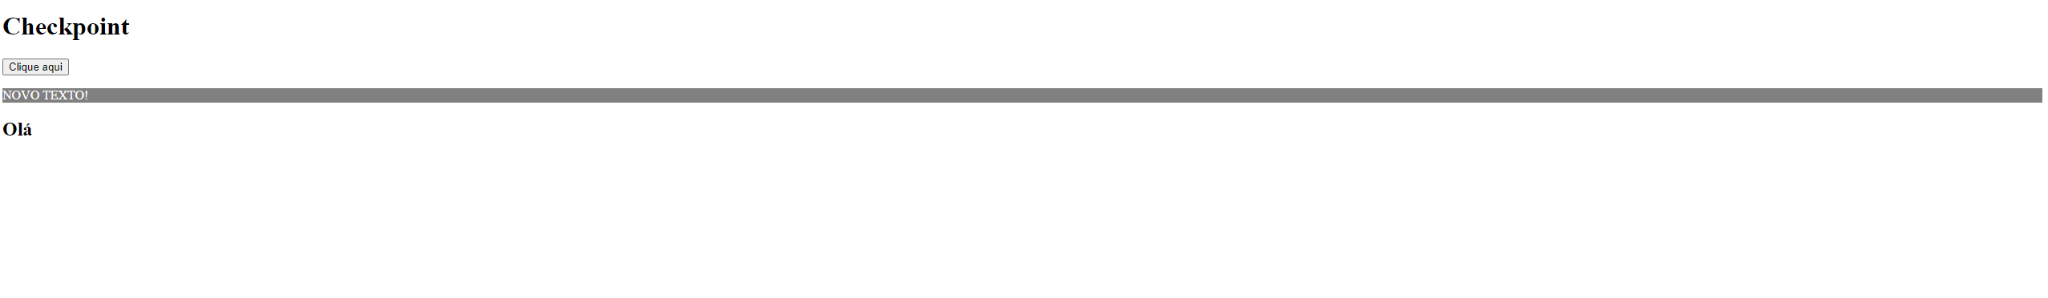 Checkpoint
Clique aqui
NOVO TEXTO!
Olá